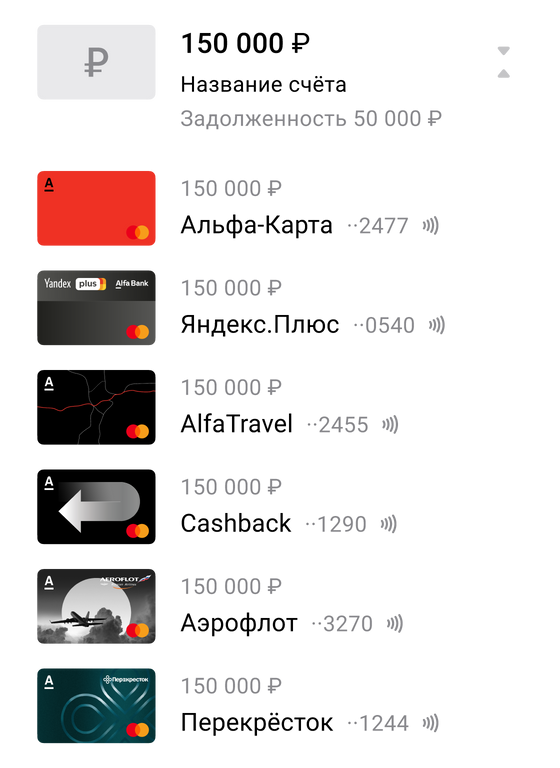 ₽
150 000 ₽
Название счёта
Задолженность 50 000 ₽
А
150 000 ₽
Альфа-Карта ··2477
Yandex plus Alfa Bank
150 000 ₽
Яндекс.Плюс ··0540
А
150 000 ₽
AlfaTravel ··2455
А
150 000 ₽
Cashback ··1290
А
AEROFLOT
150 000 ₽
Аэрофлот ··3270
А
Перекресток
150 000 ₽
Перекрёсток ··1244